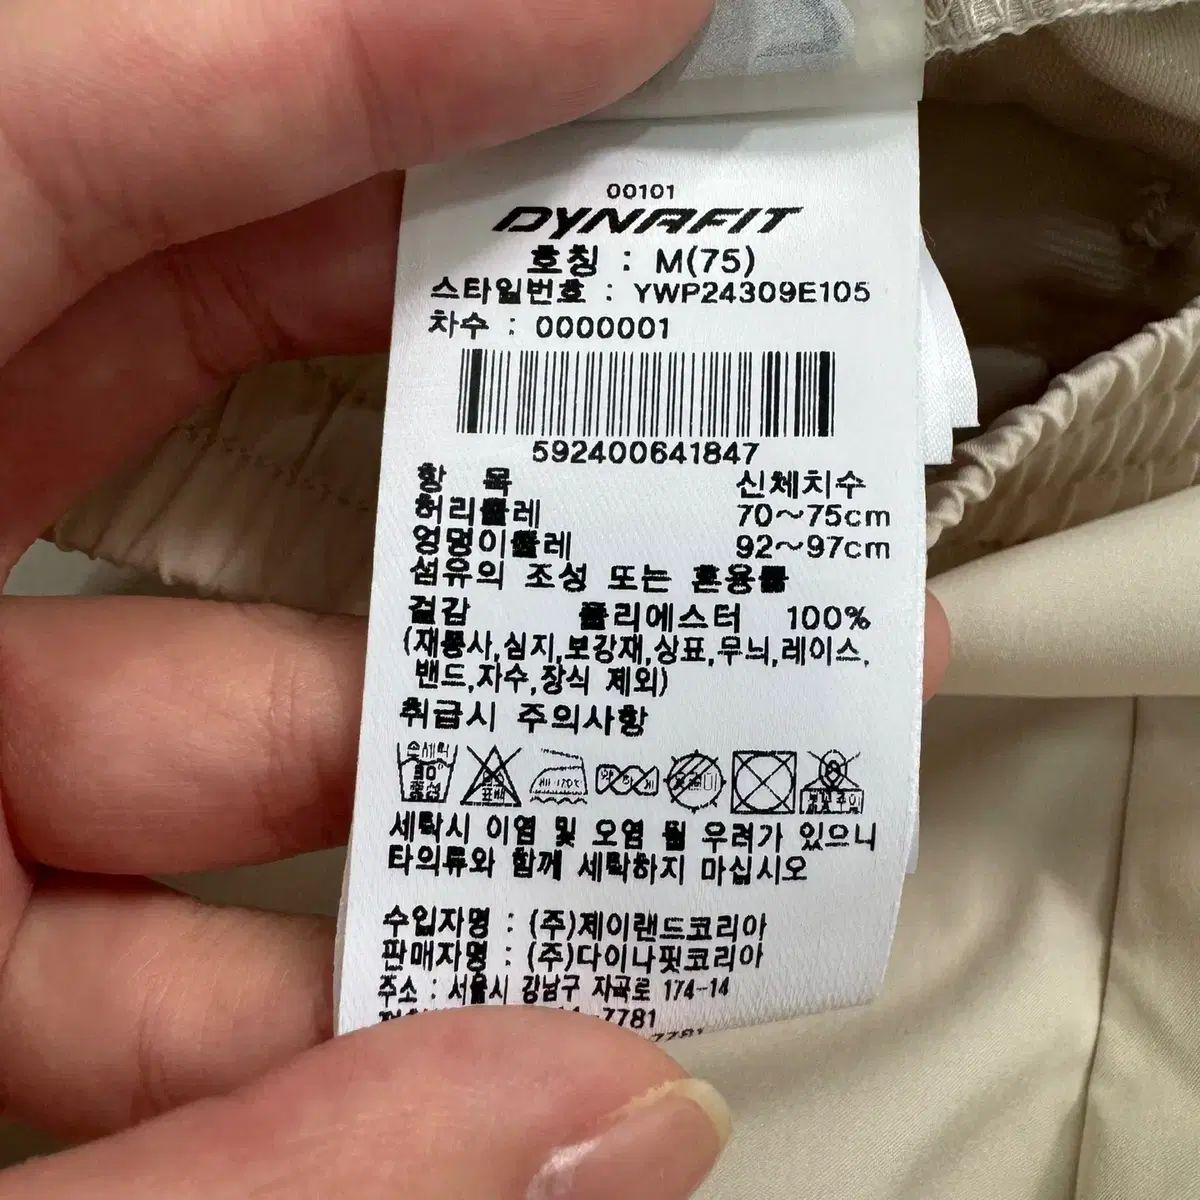 00101
DYNAFIT
호칭 : M(75)
스타일번호 : YWP24309E105
차수 : 0000001
592400641847
항 목 신체치수
허리둘레 70~75cm
엉덩이둘레 92~97cm
섬유의 조성 또는 혼용률
겉감 폴리에스터 100%
(재봉사,심지,보강재,상표,무늬,레이스,
밴드,자수,장식 제외)
취급시 주의사항
손세탁 중성
세탁시 이염 및 오염 될 우려가 있으니
타의류와 함께 세탁하지 마십시오
수입자명 : (주)제이랜드코리아
판매자명 : (주)다이나핏코리아
주소 : 서울시 강남구 자곡로 174-14
7781